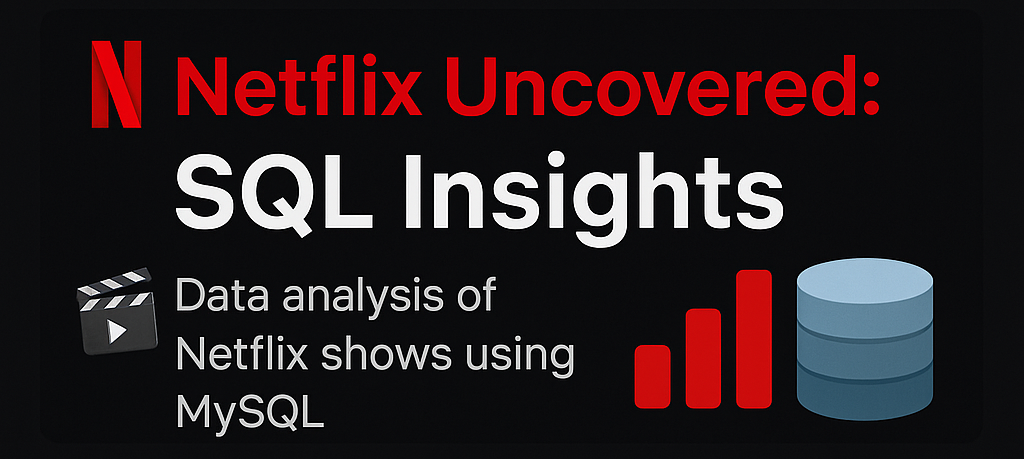 Netflix Uncovered:
SQL Insights
Data analysis of
Netflix shows using
MySQL